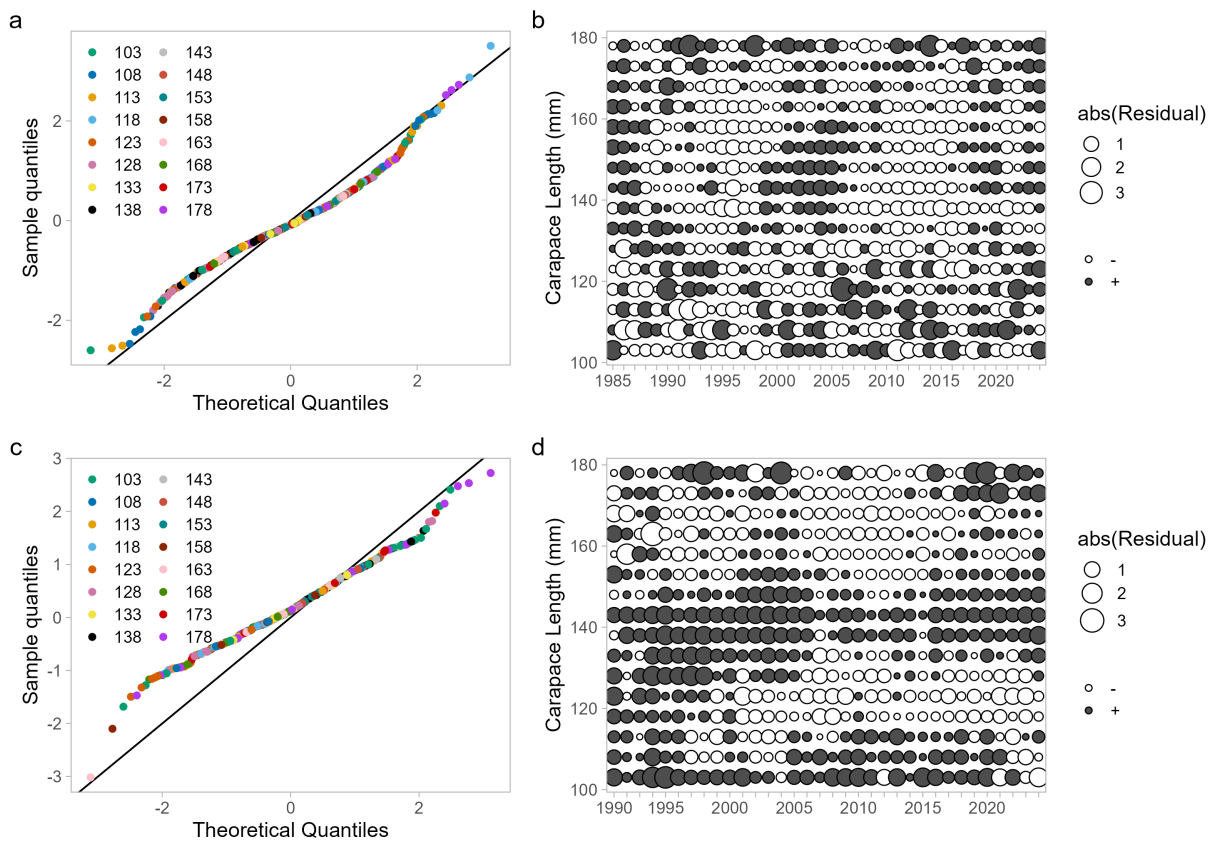 a
Sample quantiles
2
0
-2
103 143
108 148
113 153
118 158
123 163
128 168
133 173
138 178
-2 0 2
Theoretical Quantiles
b
Carapace Length (mm)
180
160
140
120
100
1985 1990 1995 2000 2005 2010 2015 2020
abs(Residual)
1
2
3
-
+
c
Sample quantiles
3
2
1
0
-1
-2
-3
103 143
108 148
113 153
118 158
123 163
128 168
133 173
138 178
-2 0 2
Theoretical Quantiles
d
Carapace Length (mm)
180
160
140
120
100
1990 1995 2000 2005 2010 2015 2020
abs(Residual)
1
2
3
-
+